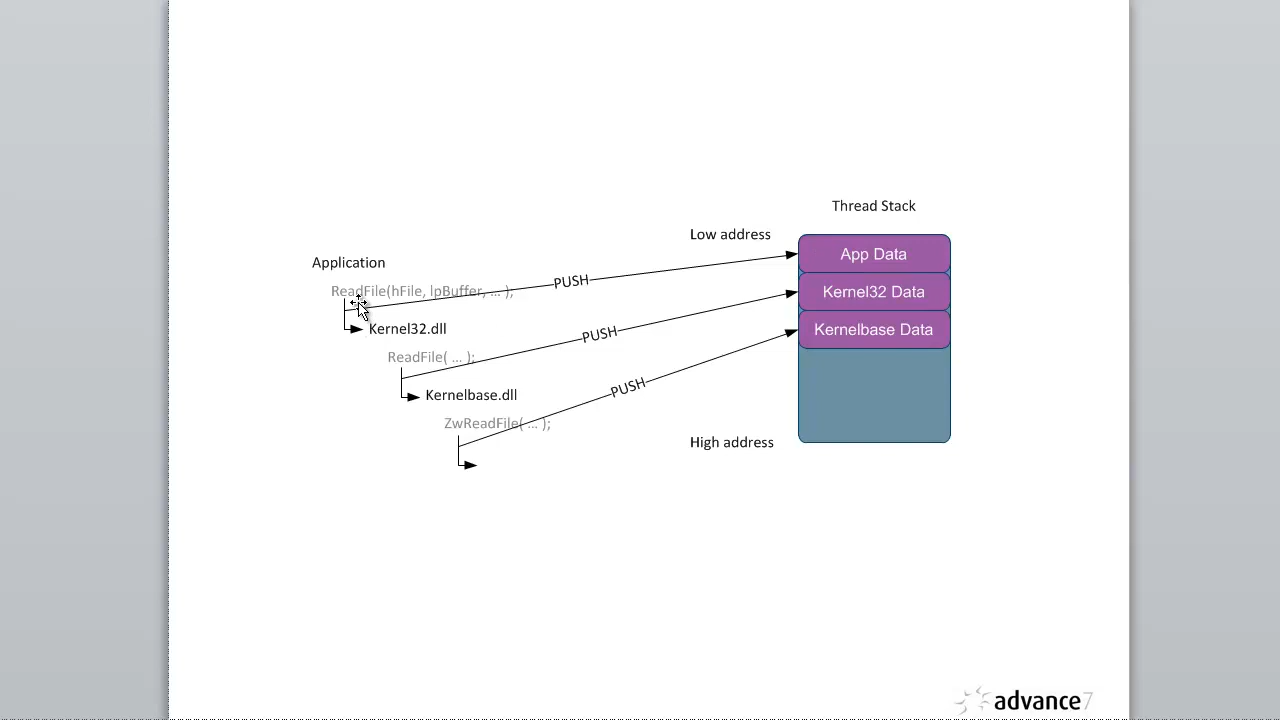 Thread Stack
Low address
App Data
Application
PUSH
ReadFile(hFile, lpBuffer, ... );
Kernel32 Data
Kernel32.dll
PUSH
Kernelbase Data
ReadFile( ... );
PUSH
Kernelbase.dll
ZwReadFile( ... );
High address
advance7